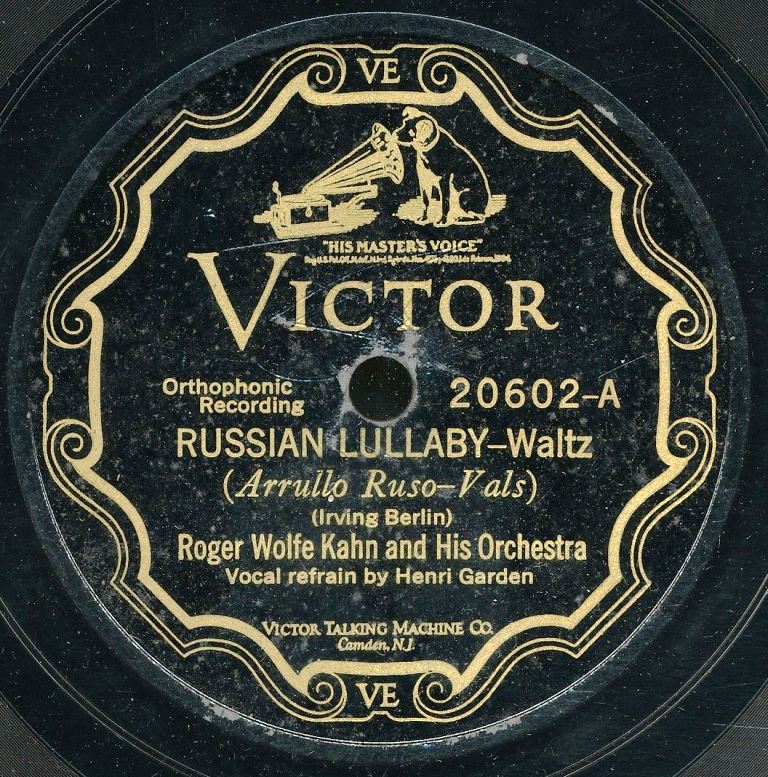 VE
"HIS MASTER'S VOICE"
VICTOR
Orthophonic
Recording
20602-A
RUSSIAN LULLABY-Waltz
(Arrullo Ruso-Vals)
(Irving Berlin)
Roger Wolfe Kahn and His Orchestra
Vocal refrain by Henri Garden
VICTOR TALKING MACHINE CO.
Camden, N.J.
VE